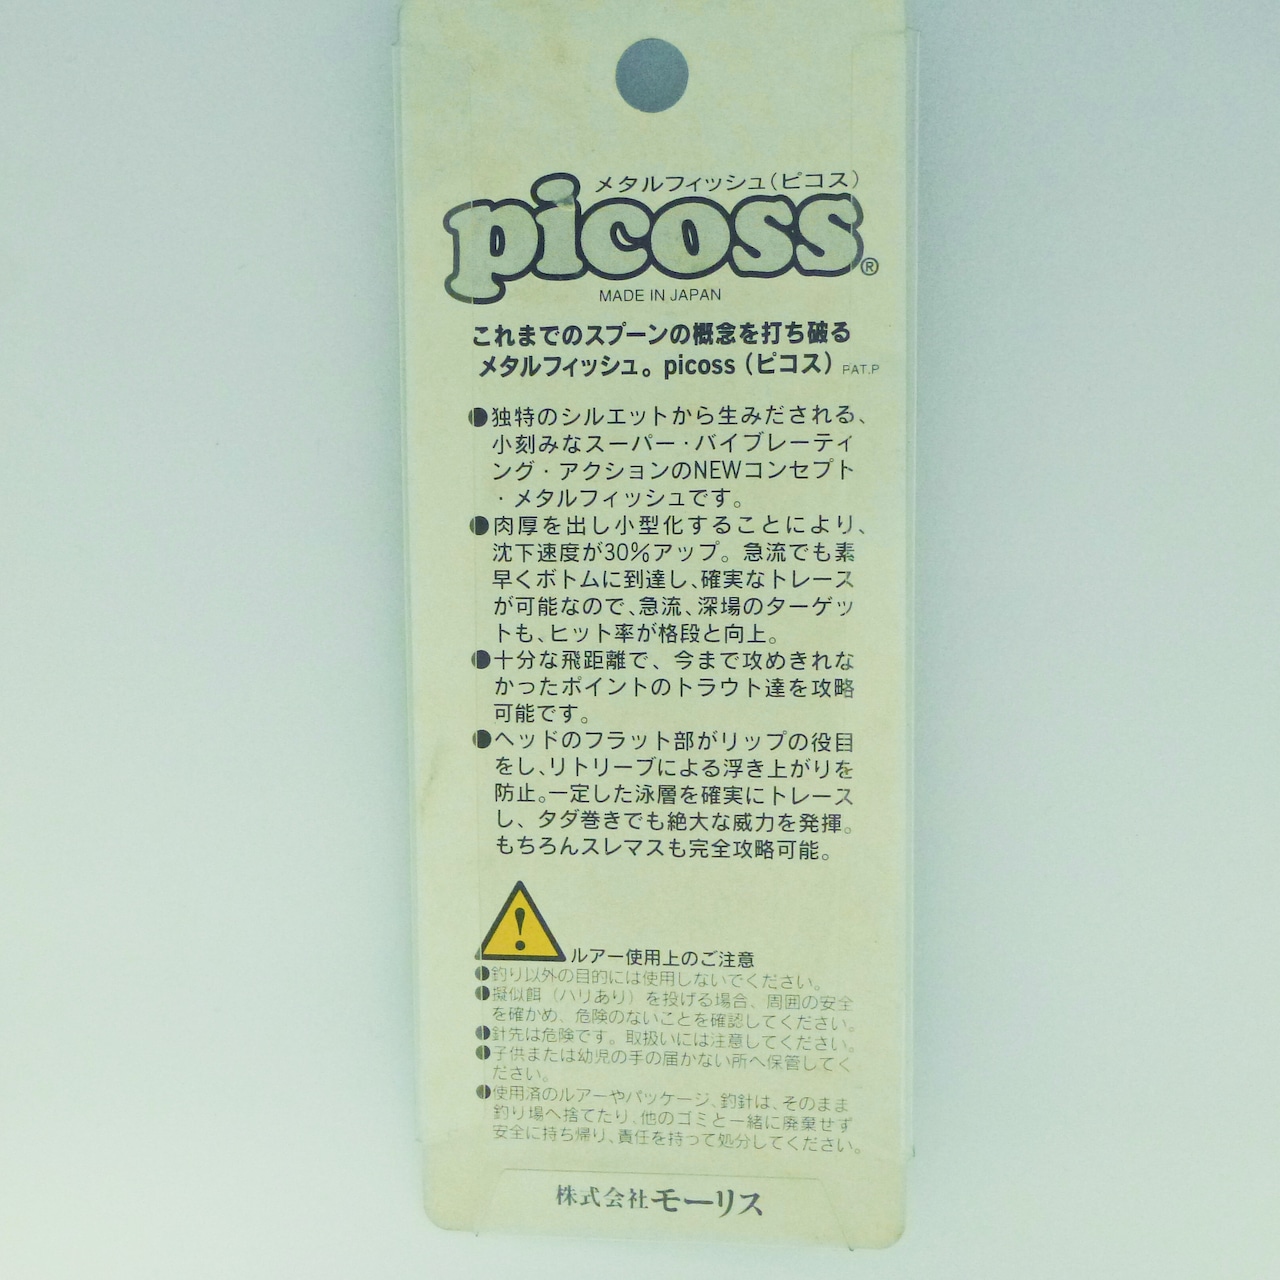 メタルフィッシュ(ピコス)
picoss®
MADE IN JAPAN
これまでのスプーンの概念を打ち破る
メタルフィッシュ。picoss(ピコス)PAT.P
●独特のシルエットから生みだされる、
小刻みなスーパー・バイブレーティ
ング・アクションのNEWコンセプト
・メタルフィッシュです。
●肉厚を出し小型化することにより、
沈下速度が30%アップ。急流でも素
早くボトムに到達し、確実なトレース
が可能なので、急流、深場のターゲッ
トも、ヒット率が格段と向上。
●十分な飛距離で、今まで攻めきれな
かったポイントのトラウト達を攻略
可能です。
●ヘッドのフラット部がリップの役目
をし、リトリーブによる浮き上がりを
防止。一定した泳層を確実にトレース
し、タダ巻きでも絶大な威力を発揮。
もちろんスレマスも完全攻略可能。
ルアー使用上のご注意
●釣り以外の目的には使用しないでください。
●擬似餌(ハリあり)を投げる場合、周囲の安全
を確かめ、危険のないことを確認してください。
●針先は危険です。取扱いには注意してください。
●子供または幼児の手の届かない所へ保管してく
ださい。
●使用済のルアーやパッケージ、釣針は、そのまま
釣り場へ捨てたり、他のゴミと一緒に廃棄せず
安全に持ち帰り、責任を持って処分してください。
株式会社モーリス